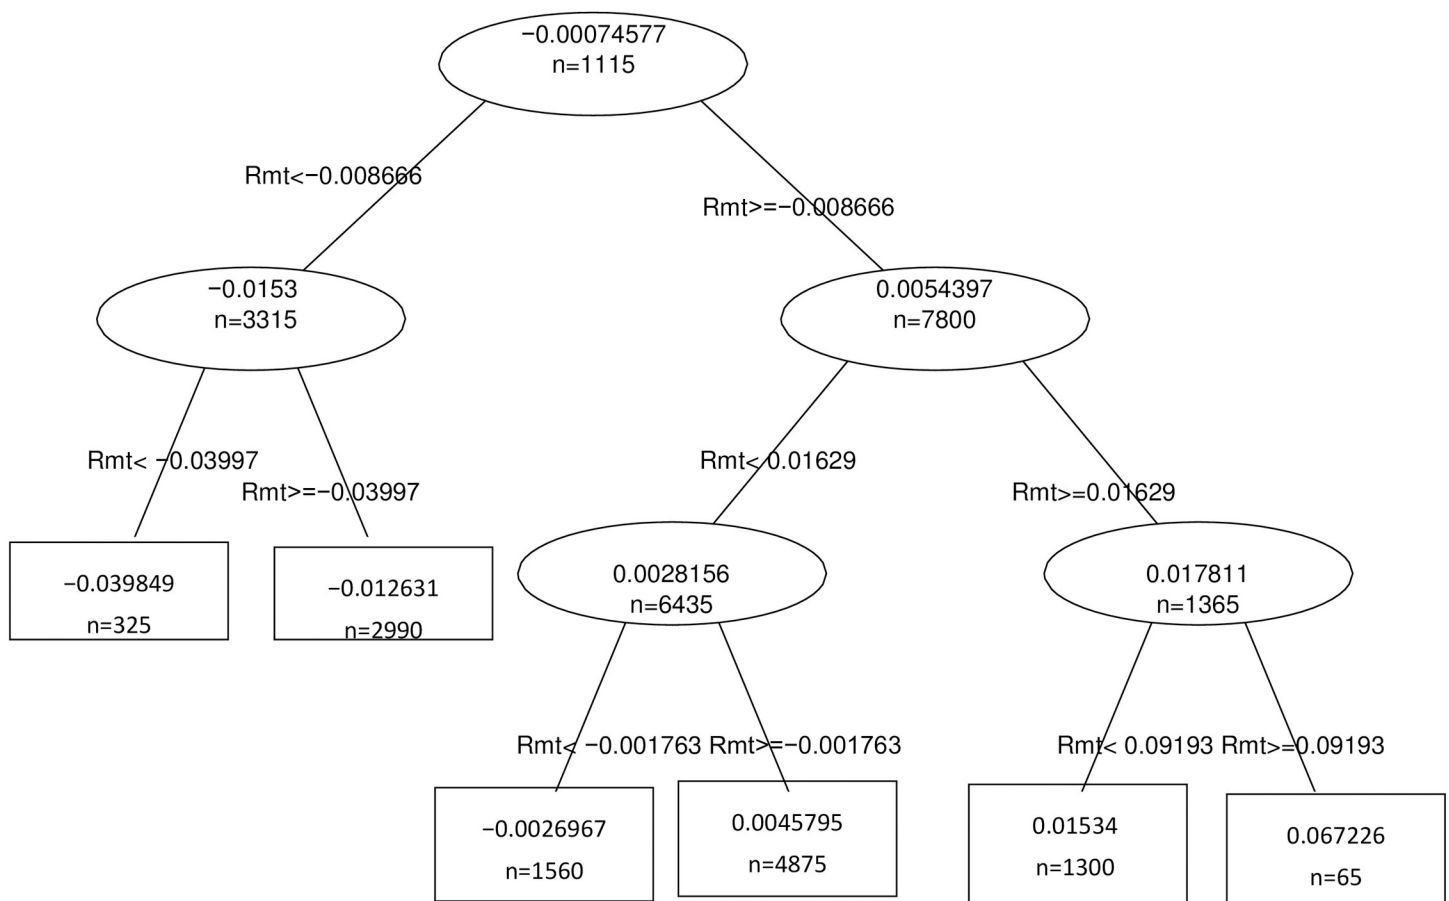 −0.00074577
n=1115
Rmt<−0.008666
Rmt>=−0.008666
−0.0153
n=3315
0.0054397
n=7800
Rmt< −0.03997
Rmt>=−0.03997
Rmt< 0.01629
Rmt>=0.01629
−0.039849
n=325
−0.012631
n=2990
0.0028156
n=6435
0.017811
n=1365
Rmt< −0.001763
Rmt>=−0.001763
Rmt< 0.09193
Rmt>=0.09193
−0.0026967
n=1560
0.0045795
n=4875
0.01534
n=1300
0.067226
n=65